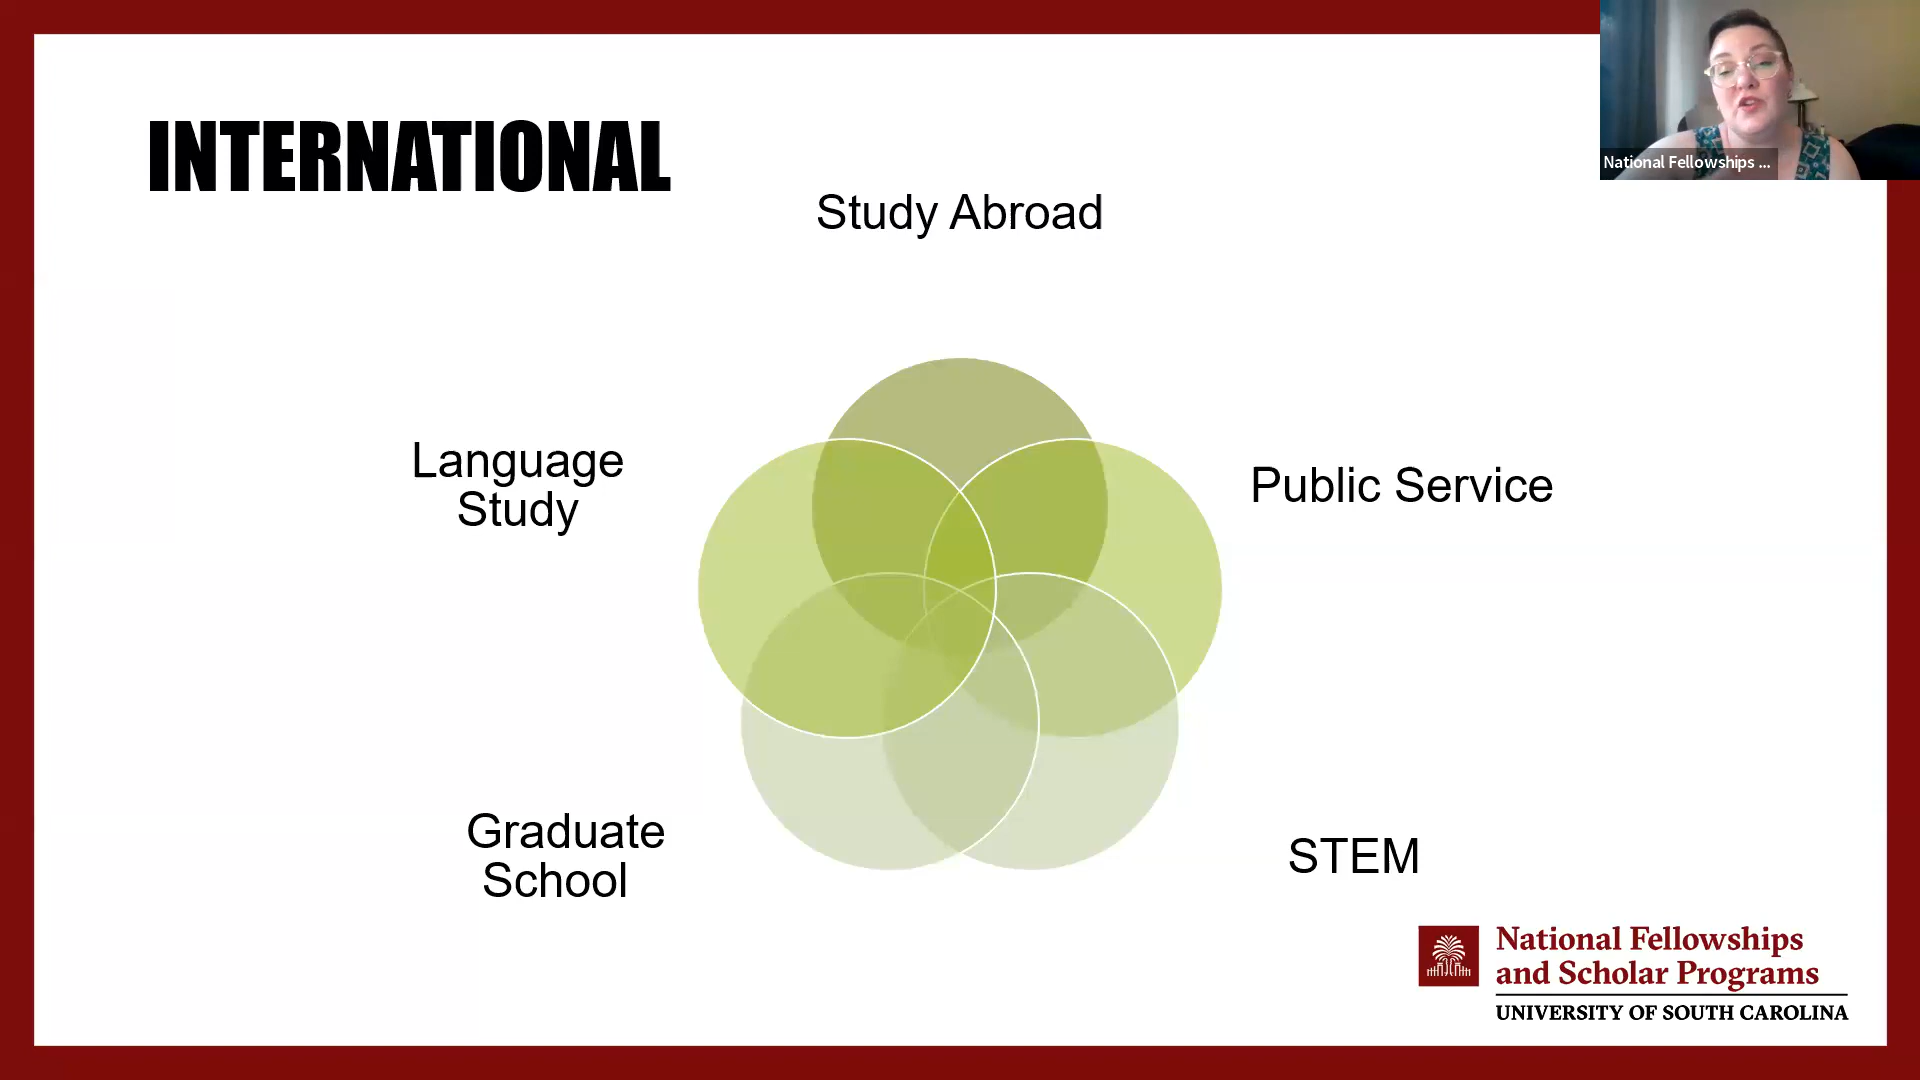 INTERNATIONAL
National Fellowships ...
Study Abroad
Language
Study
Public Service
Graduate
School
STEM
National Fellowships
and Scholar Programs
UNIVERSITY OF SOUTH CAROLINA